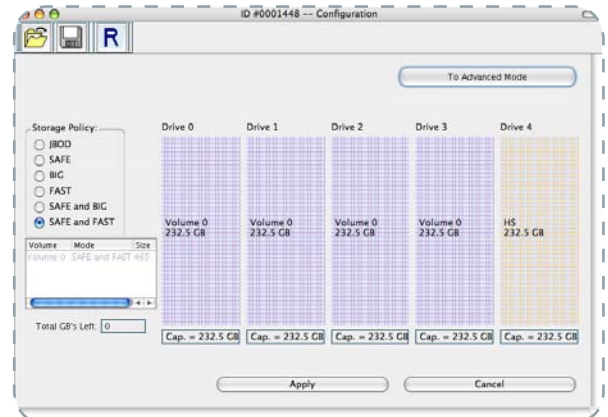 ID #0001448 -- Configuration
R
To Advanced Mode
Storage Policy:
JBOD
SAFE
BIG
FAST
SAFE and BIG
SAFE and FAST
Drive 0 Drive 1 Drive 2 Drive 3 Drive 4
Volume 0 Volume 0 Volume 0 Volume 0 HS
232.5 GB 232.5 GB 232.5 GB 232.5 GB 232.5 GB
Volume Mode Size
Volume 0 SAFE and FAST 465
Total GB's Left: 0
Cap. = 232.5 GB Cap. = 232.5 GB Cap. = 232.5 GB Cap. = 232.5 GB Cap. = 232.5 GB
Apply Cancel